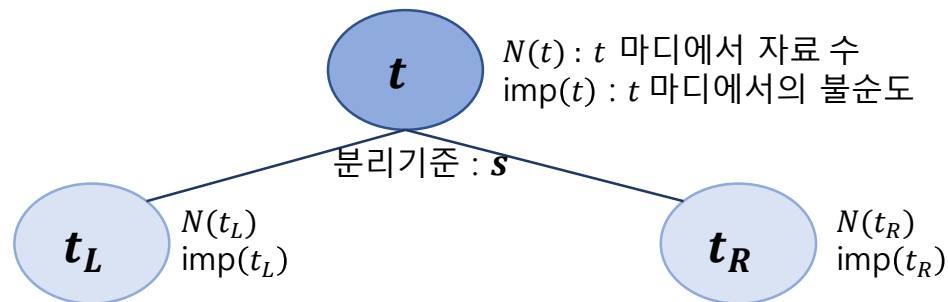 t
N(t) : t 마디에서 자료 수
imp(t) : t 마디에서의 불순도
분리기준 : s
t_L
N(t_L)
imp(t_L)
t_R
N(t_R)
imp(t_R)